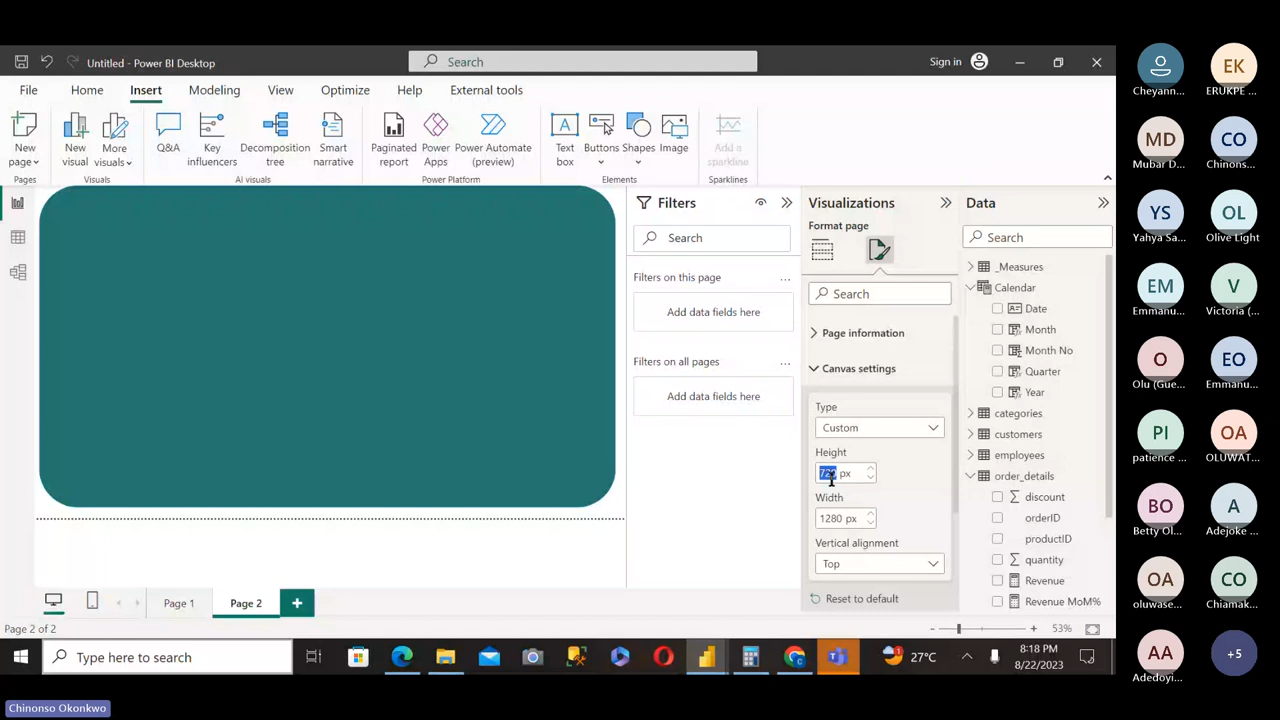 Untitled - Power BI Desktop
Search
Sign in
File
Home
Insert
Modeling
View
Optimize
Help
External tools
New page
New visual
More visuals
Q&A
Key influencers
Decomposition tree
Smart narrative
Paginated report
Power Apps
Power Automate (preview)
Text box
Buttons
Shapes
Image
Add a sparkline
Pages
Visuals
AI visuals
Power Platform
Elements
Sparklines
Filters
Search
Filters on this page
...
Add data fields here
Filters on all pages
...
Add data fields here
Visualizations
Format page
Search
Page information
Canvas settings
Type
Custom
Height
720 px
Width
1280 px
Vertical alignment
Top
Reset to default
Data
Search
_Measures
Calendar
Date
Month
Month No
Quarter
Year
categories
customers
employees
order_details
discount
orderID
productID
quantity
Revenue
Revenue MoM%
Page 1
Page 2
Page 2 of 2
53%
Type here to search
1
27°C
8:18 PM
8/22/2023
Cheyann...
EK
ERUKPE ...
MD
Mubar D...
CO
Chinons...
YS
Yahya Sa...
OL
Olive Light
EM
Emmanu...
V
Victoria (...
O
Olu (Gue...
EO
Emmanu...
PI
patience ...
OA
OLUWAT...
BO
Betty Ol...
A
Adejoke ...
OA
oluwase...
CO
Chiamak...
AA
Adedoyi...
+5
Chinonso Okonkwo